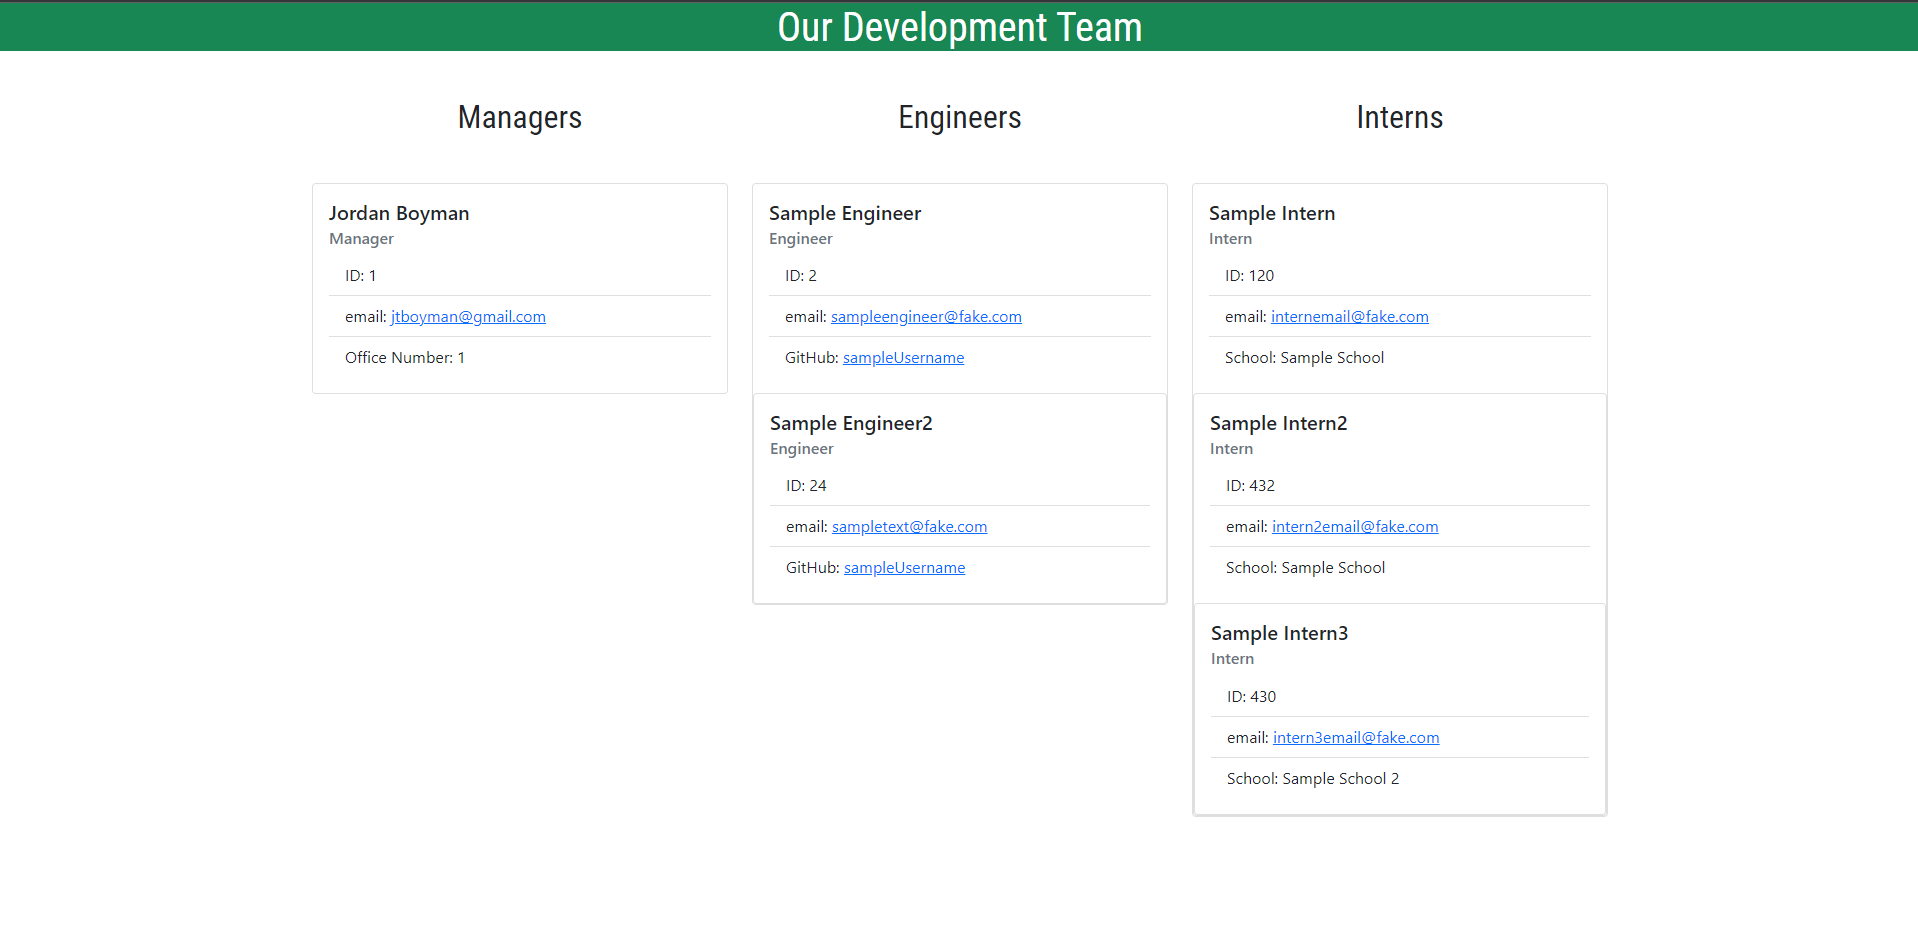 Our Development Team
Managers
Jordan Boyman
Manager
ID: 1
email: jtboyman@gmail.com
Office Number: 1
Engineers
Sample Engineer
Engineer
ID: 2
email: sampleengineer@fake.com
GitHub: sampleUsername
Sample Engineer2
Engineer
ID: 24
email: sampletext@fake.com
GitHub: sampleUsername
Interns
Sample Intern
Intern
ID: 120
email: internemail@fake.com
School: Sample School
Sample Intern2
Intern
ID: 432
email: intern2email@fake.com
School: Sample School
Sample Intern3
Intern
ID: 430
email: intern3email@fake.com
School: Sample School 2